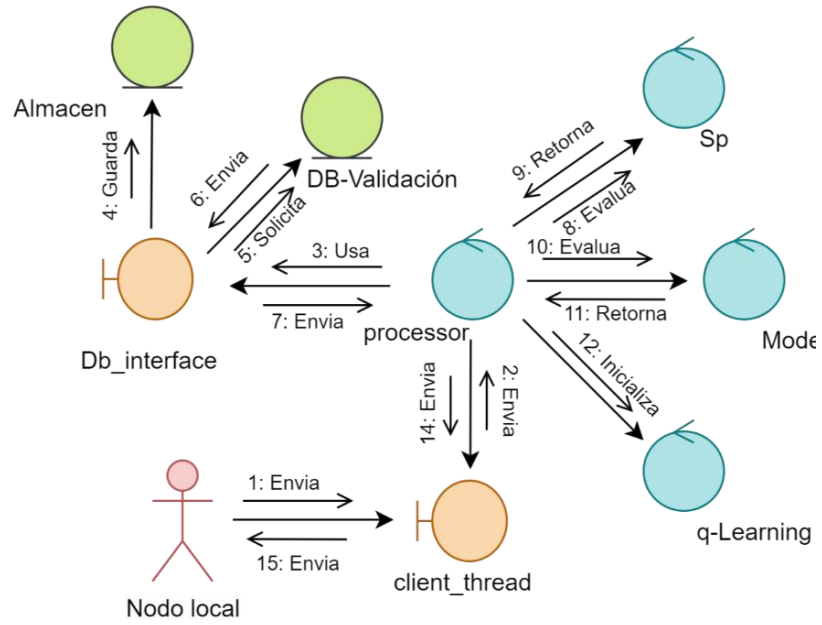 Almacen
4: Guarda
DB-Validación
6: Envia
5: Solicita
Sp
9: Retorna
8: Evalua
3: Usa
7: Envia
Db_interface
processor
10: Evalua
11: Retorna
Mode
12: Inicializa
q-Learning
14: Envia
2: Envia
1: Envia
15: Envia
client_thread
Nodo local